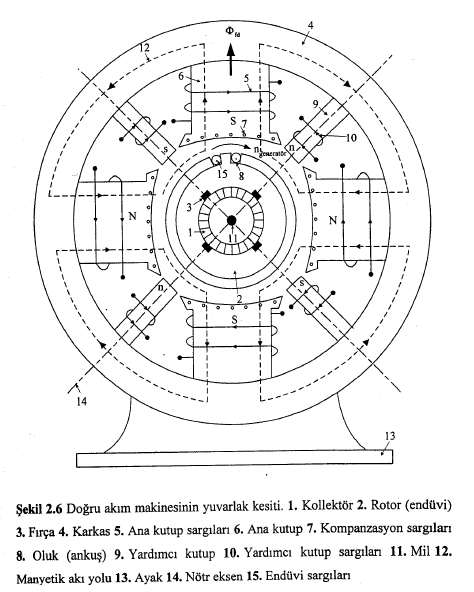 Φfd
4
12
6
5
9
S
7
10
s
n generatör
n
15
8
3
N
N
1
11
2
n
s
S
14
13
Şekil 2.6 Doğru akım makinesinin yuvarlak kesiti. 1. Kollektör 2. Rotor (endüvi)
3. Fırça 4. Karkas 5. Ana kutup sargıları 6. Ana kutup 7. Kompanzasyon sargıları
8. Oluk (ankuş) 9. Yardımcı kutup 10. Yardımcı kutup sargıları 11. Mil 12.
Manyetik akı yolu 13. Ayak 14. Nötr eksen 15. Endüvi sargıları